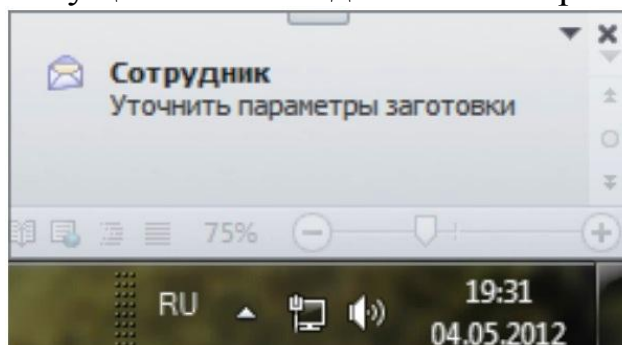 Сотрудник
Уточнить параметры заготовки
75%
RU
19:31
04.05.2012